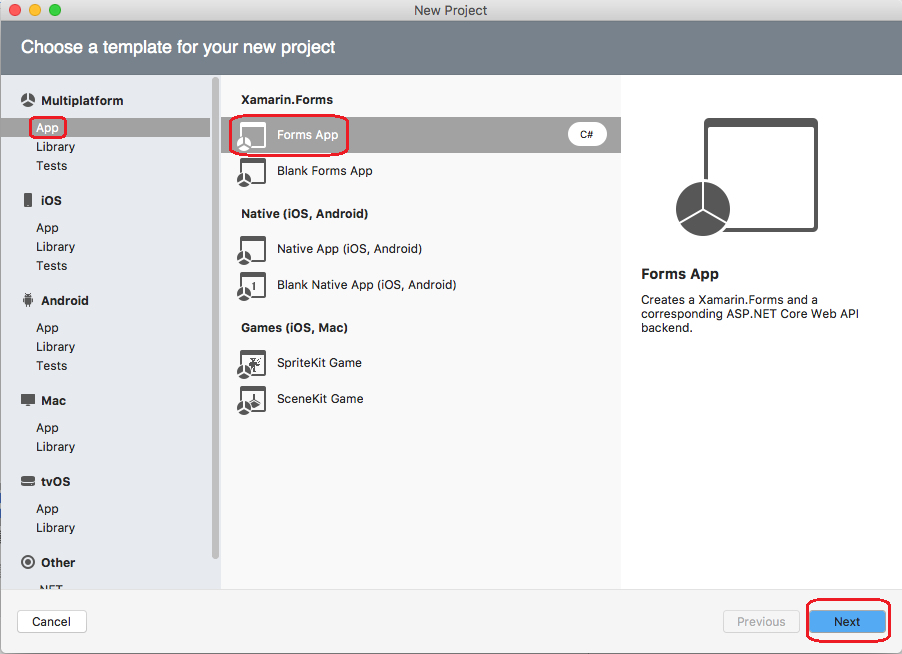 New Project
Choose a template for your new project
Multiplatform
App
Library
Tests
iOS
App
Library
Tests
Android
App
Library
Tests
Mac
App
Library
tvOS
App
Library
Other
.NET
Xamarin.Forms
Forms App
C#
Blank Forms App
Native (iOS, Android)
Native App (iOS, Android)
1
Blank Native App (iOS, Android)
Games (iOS, Mac)
SpriteKit Game
SceneKit Game
Forms App
Creates a Xamarin.Forms and a
corresponding ASP.NET Core Web API
backend.
Cancel
Previous
Next